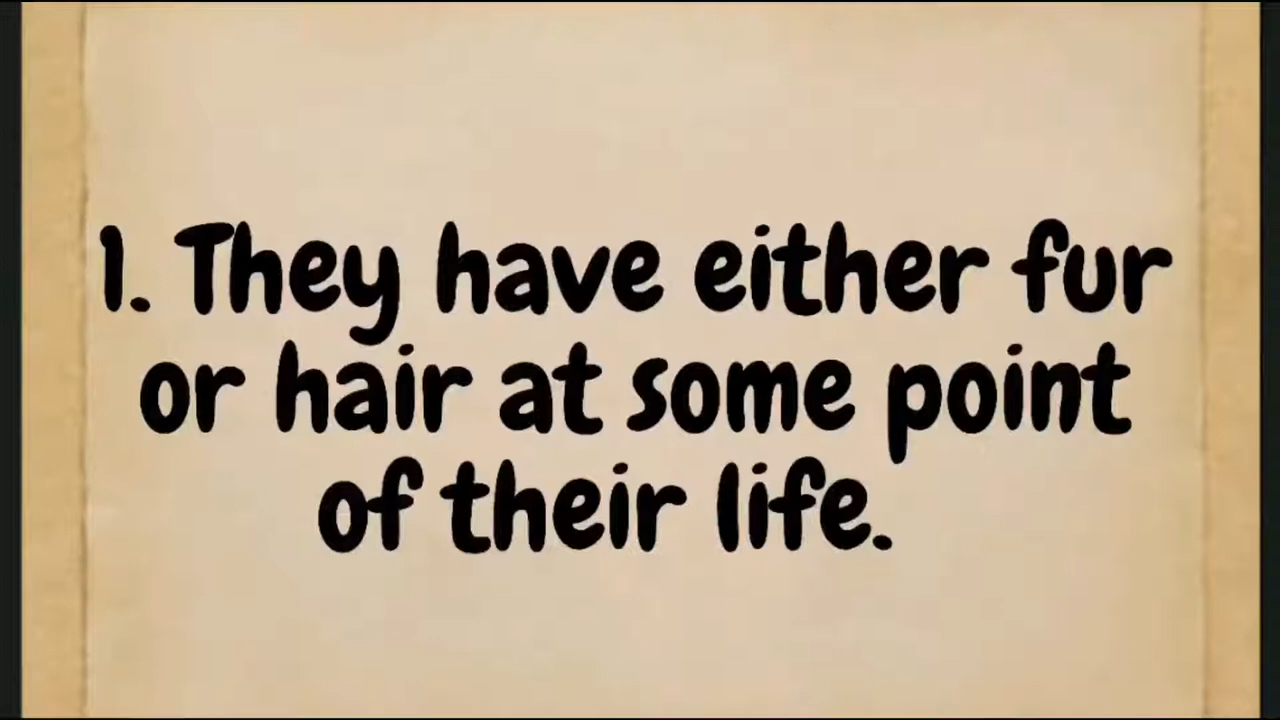 1. They have either fur
or hair at some point
of their life.